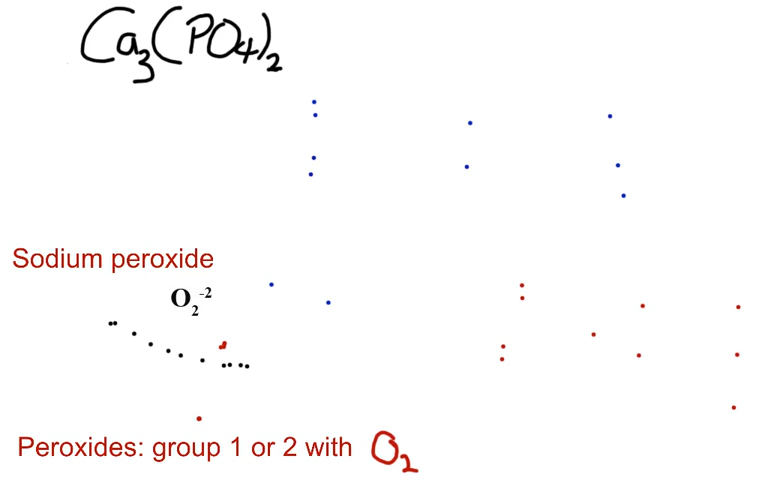 Ca₃(PO₄)₂
Sodium peroxide
O₂⁻²
Peroxides: group 1 or 2 with O₂